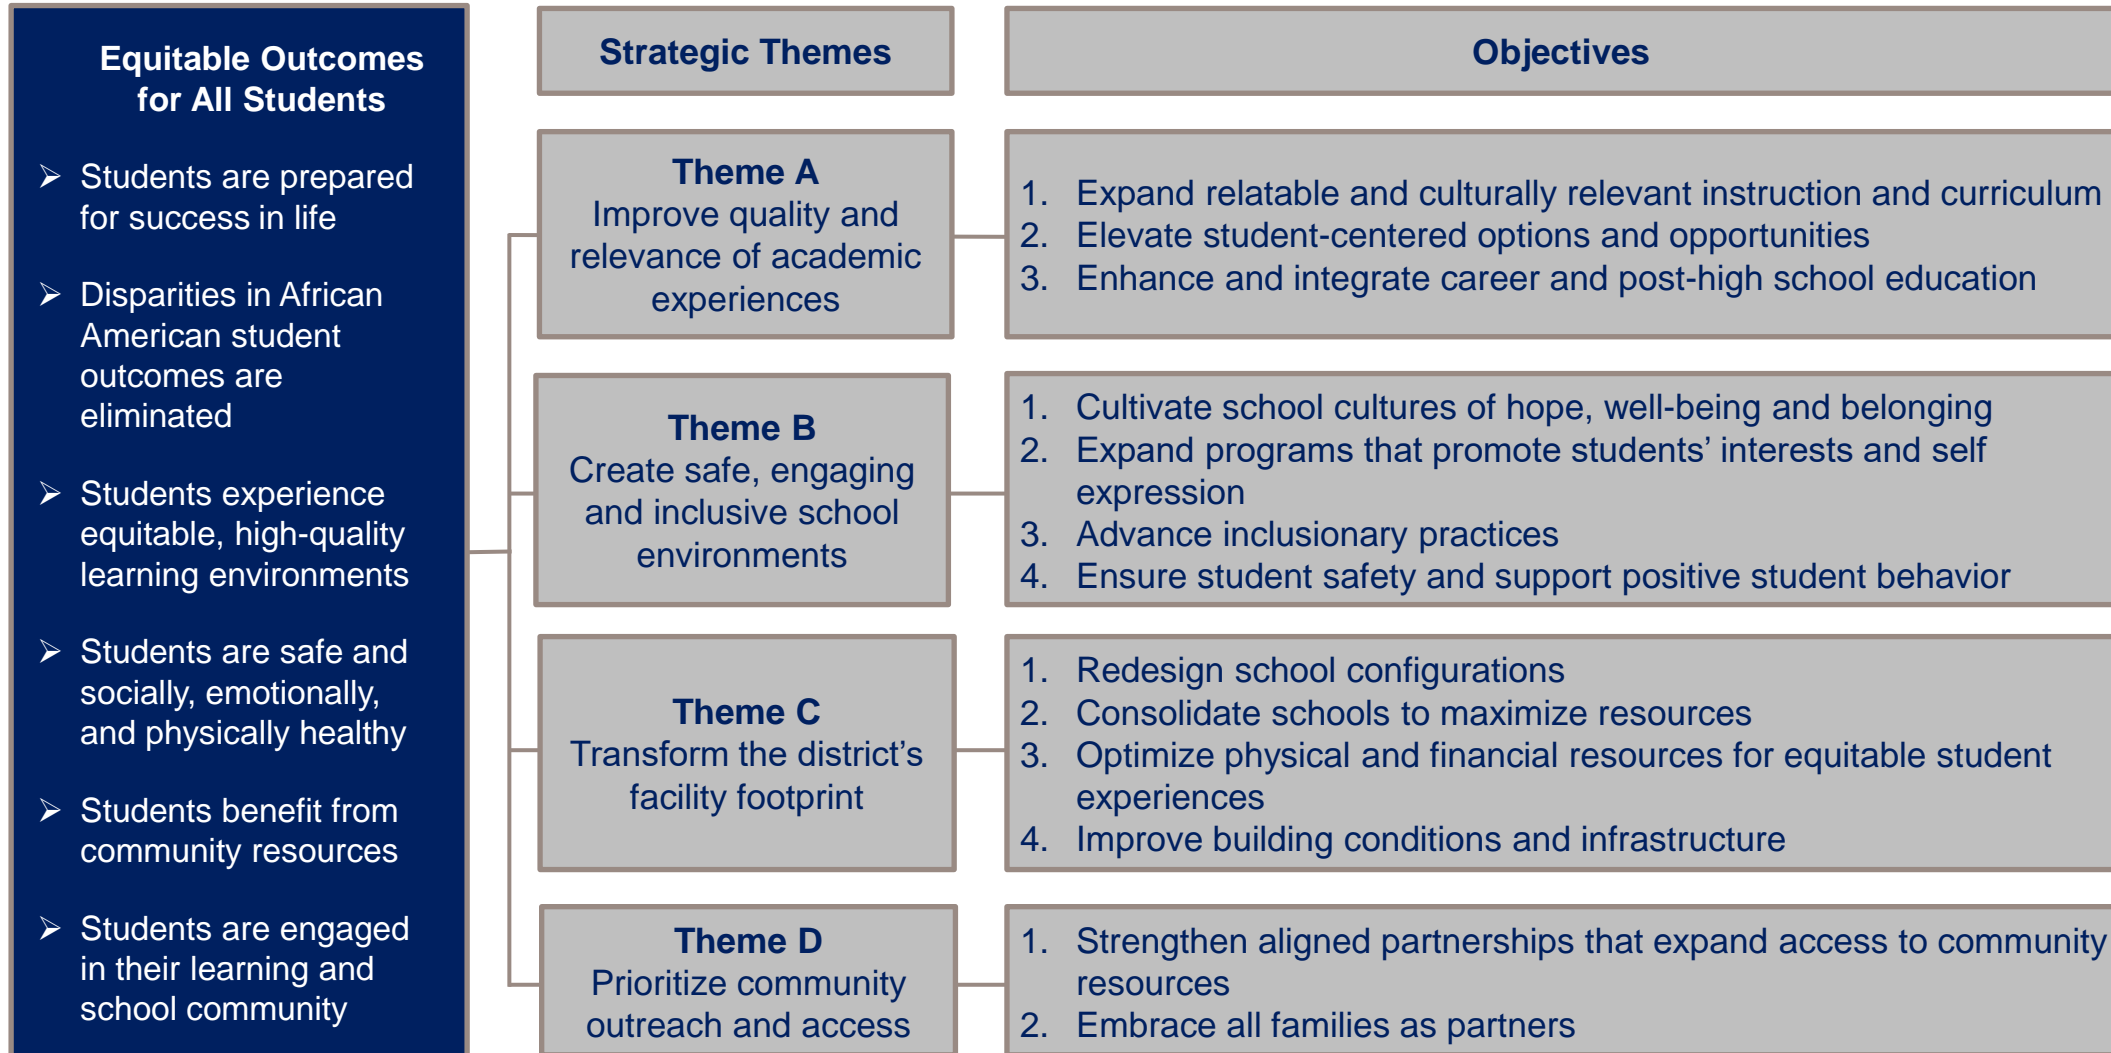 Equitable Outcomes
for All Students
➢ Students are prepared
for success in life
➢ Disparities in African
American student
outcomes are
eliminated
➢ Students experience
equitable, high-quality
learning environments
➢ Students are safe and
socially, emotionally,
and physically healthy
➢ Students benefit from
community resources
➢ Students are engaged
in their learning and
school community
Strategic Themes
Objectives
Theme A
Improve quality and
relevance of academic
experiences
1. Expand relatable and culturally relevant instruction and curriculum
2. Elevate student-centered options and opportunities
3. Enhance and integrate career and post-high school education
Theme B
Create safe, engaging
and inclusive school
environments
1. Cultivate school cultures of hope, well-being and belonging
2. Expand programs that promote students’ interests and self
expression
3. Advance inclusionary practices
4. Ensure student safety and support positive student behavior
Theme C
Transform the district’s
facility footprint
1. Redesign school configurations
2. Consolidate schools to maximize resources
3. Optimize physical and financial resources for equitable student
experiences
4. Improve building conditions and infrastructure
Theme D
Prioritize community
outreach and access
1. Strengthen aligned partnerships that expand access to community
resources
2. Embrace all families as partners